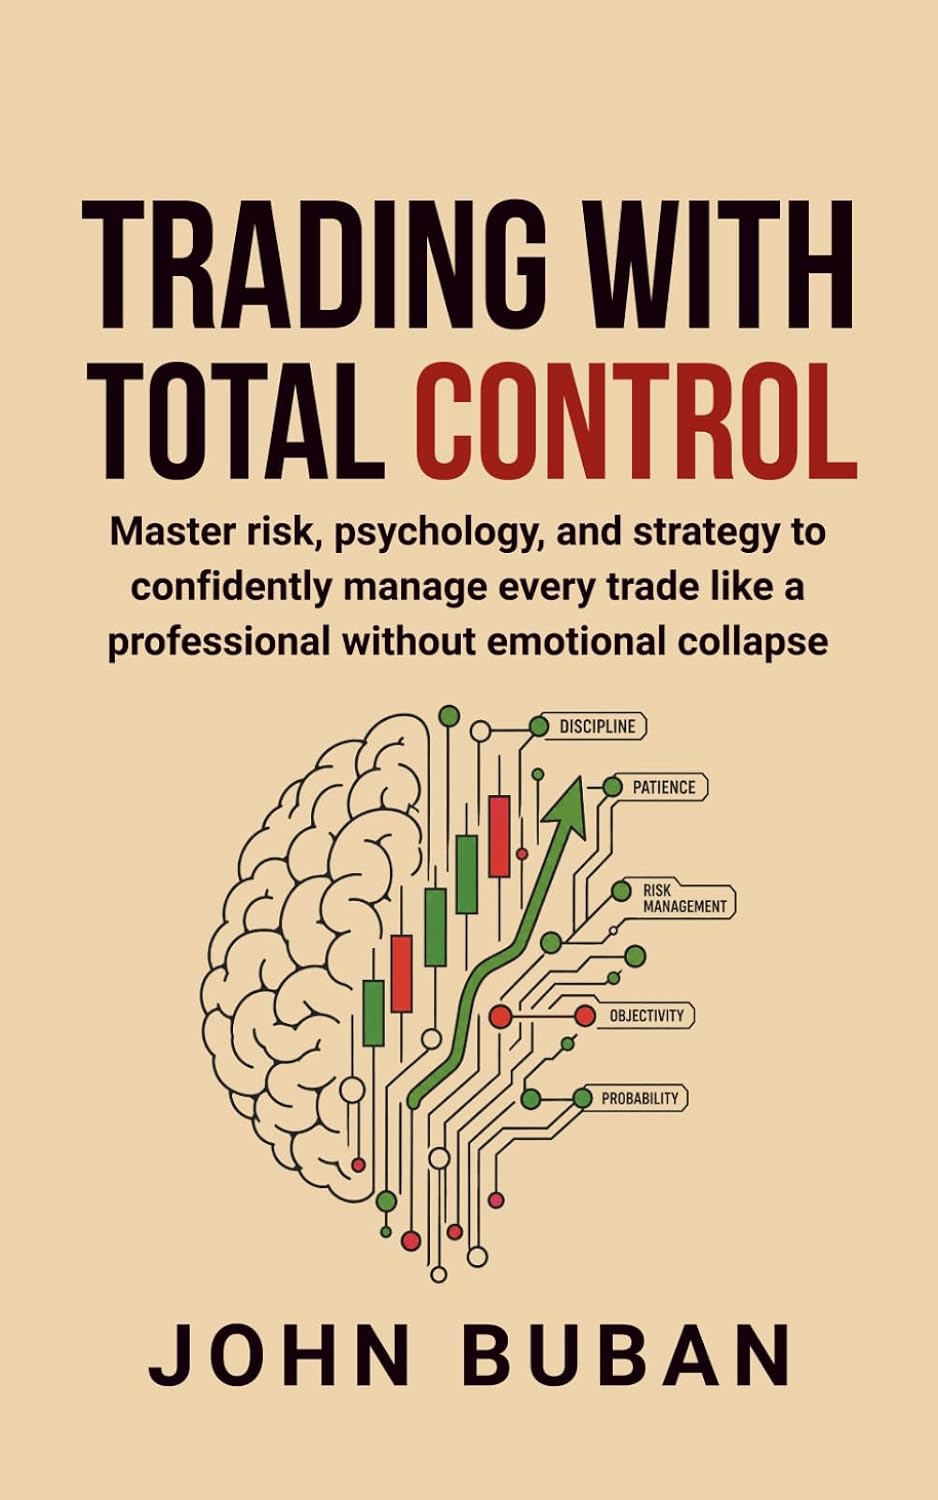 TRADING WITH
TOTAL CONTROL
Master risk, psychology, and strategy to
confidently manage every trade like a
professional without emotional collapse
DISCIPLINE
PATIENCE
RISK
MANAGEMENT
OBJECTIVITY
PROBABILITY
JOHN BUBAN